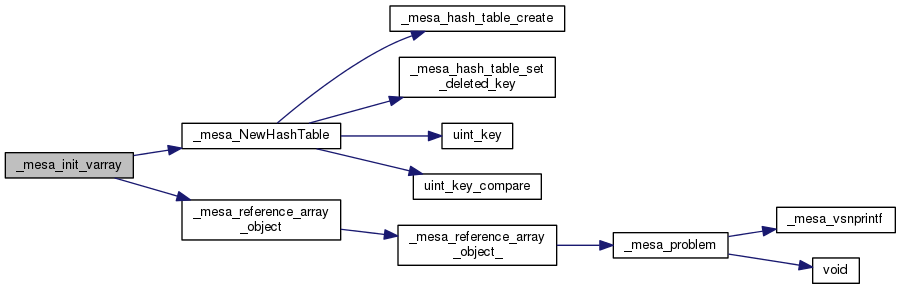 _mesa_init_varray
_mesa_NewHashTable
_mesa_hash_table_create
_mesa_hash_table_set
_deleted_key
uint_key
uint_key_compare
_mesa_reference_array
_object
_mesa_reference_array
_object_
_mesa_problem
_mesa_vsnprintf
void